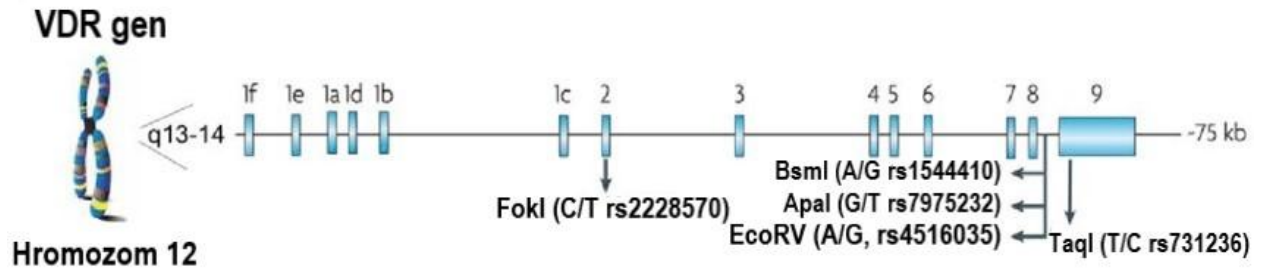 VDR gen
1f 1e 1a 1d 1b 1c 2 3 4 5 6 7 8 9
q13-14
-75 kb
BsmI (A/G rs1544410)
ApaI (G/T rs7975232)
FokI (C/T rs2228570)
EcoRV (A/G, rs4516035)
TaqI (T/C rs731236)
Hromozom 12